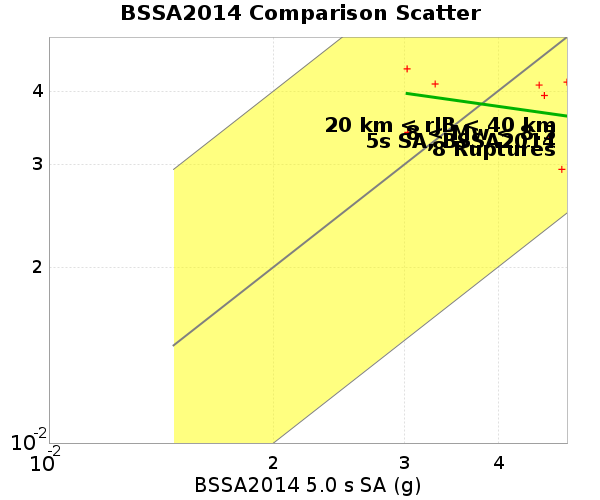 BSSA2014 Comparison Scatter
4
3
2
10-2
10-2
2
3
4
20 km < rJB < 40 km
5s SA, BSSA2014
8 Ruptures
BSSA2014 5.0 s SA (g)